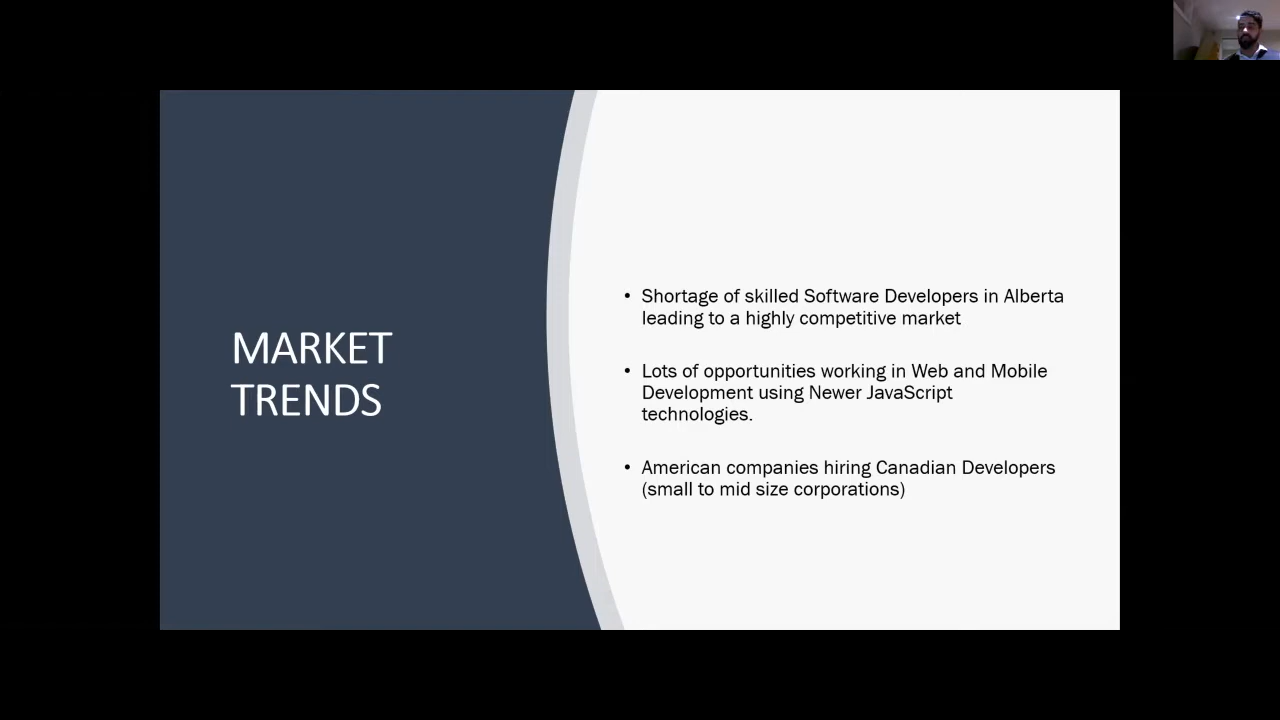 MARKET
TRENDS
• Shortage of skilled Software Developers in Alberta
leading to a highly competitive market
• Lots of opportunities working in Web and Mobile
Development using Newer JavaScript
technologies.
• American companies hiring Canadian Developers
(small to mid size corporations)